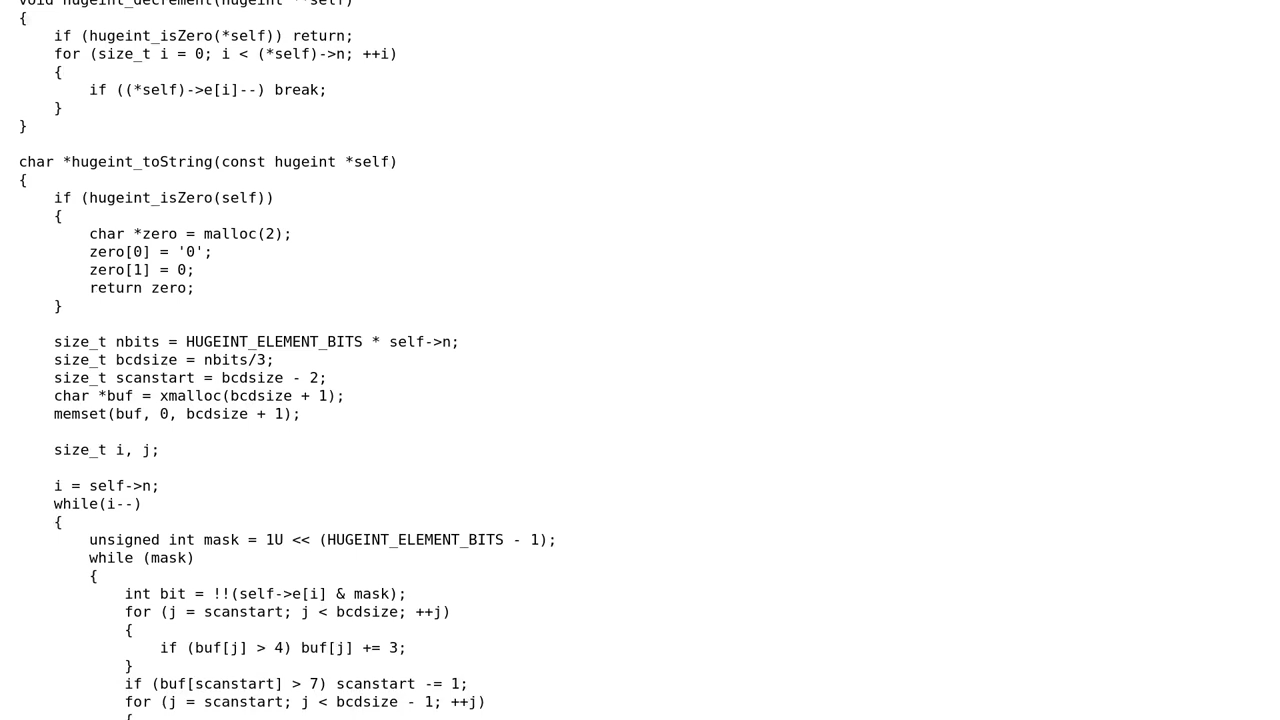 void hugeint_decrement(hugeint **self)
{
    if (hugeint_isZero(*self)) return;
    for (size_t i = 0; i < (*self)->n; ++i)
    {
        if ((*self)->e[i]--) break;
    }
}
char *hugeint_toString(const hugeint *self)
{
    if (hugeint_isZero(self))
    {
        char *zero = malloc(2);
        zero[0] = '0';
        zero[1] = 0;
        return zero;
    }
    size_t nbits = HUGEINT_ELEMENT_BITS * self->n;
    size_t bcdsize = nbits/3;
    size_t scanstart = bcdsize - 2;
    char *buf = xmalloc(bcdsize + 1);
    memset(buf, 0, bcdsize + 1);
    size_t i, j;
    i = self->n;
    while(i--)
    {
        unsigned int mask = 1U << (HUGEINT_ELEMENT_BITS - 1);
        while (mask)
        {
            int bit = !!(self->e[i] & mask);
            for (j = scanstart; j < bcdsize; ++j)
            {
                if (buf[j] > 4) buf[j] += 3;
            }
            if (buf[scanstart] > 7) scanstart -= 1;
            for (j = scanstart; j < bcdsize - 1; ++j)
            {